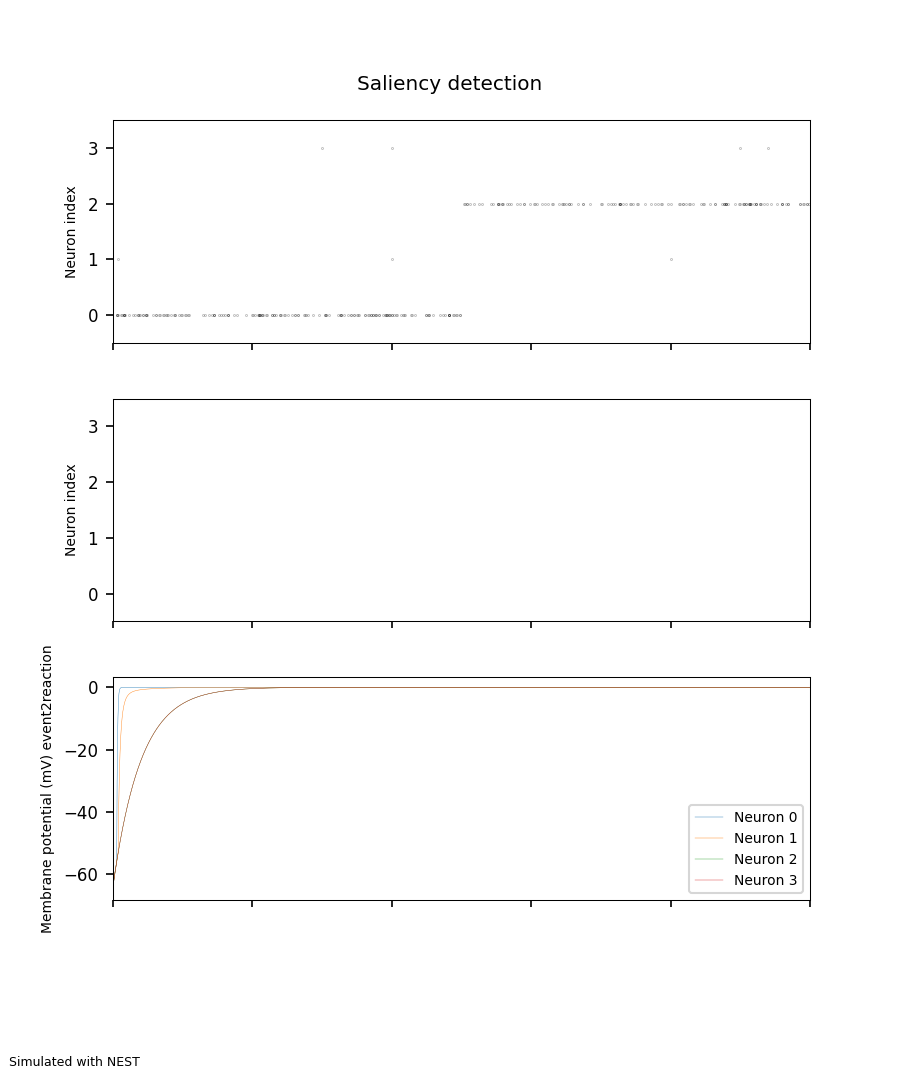 Saliency detection
Neuron index
3
2
1
0
Neuron index
3
2
1
0
Membrane potential (mV) event2reaction
0
−20
−40
−60
Neuron 0
Neuron 1
Neuron 2
Neuron 3
Simulated with NEST